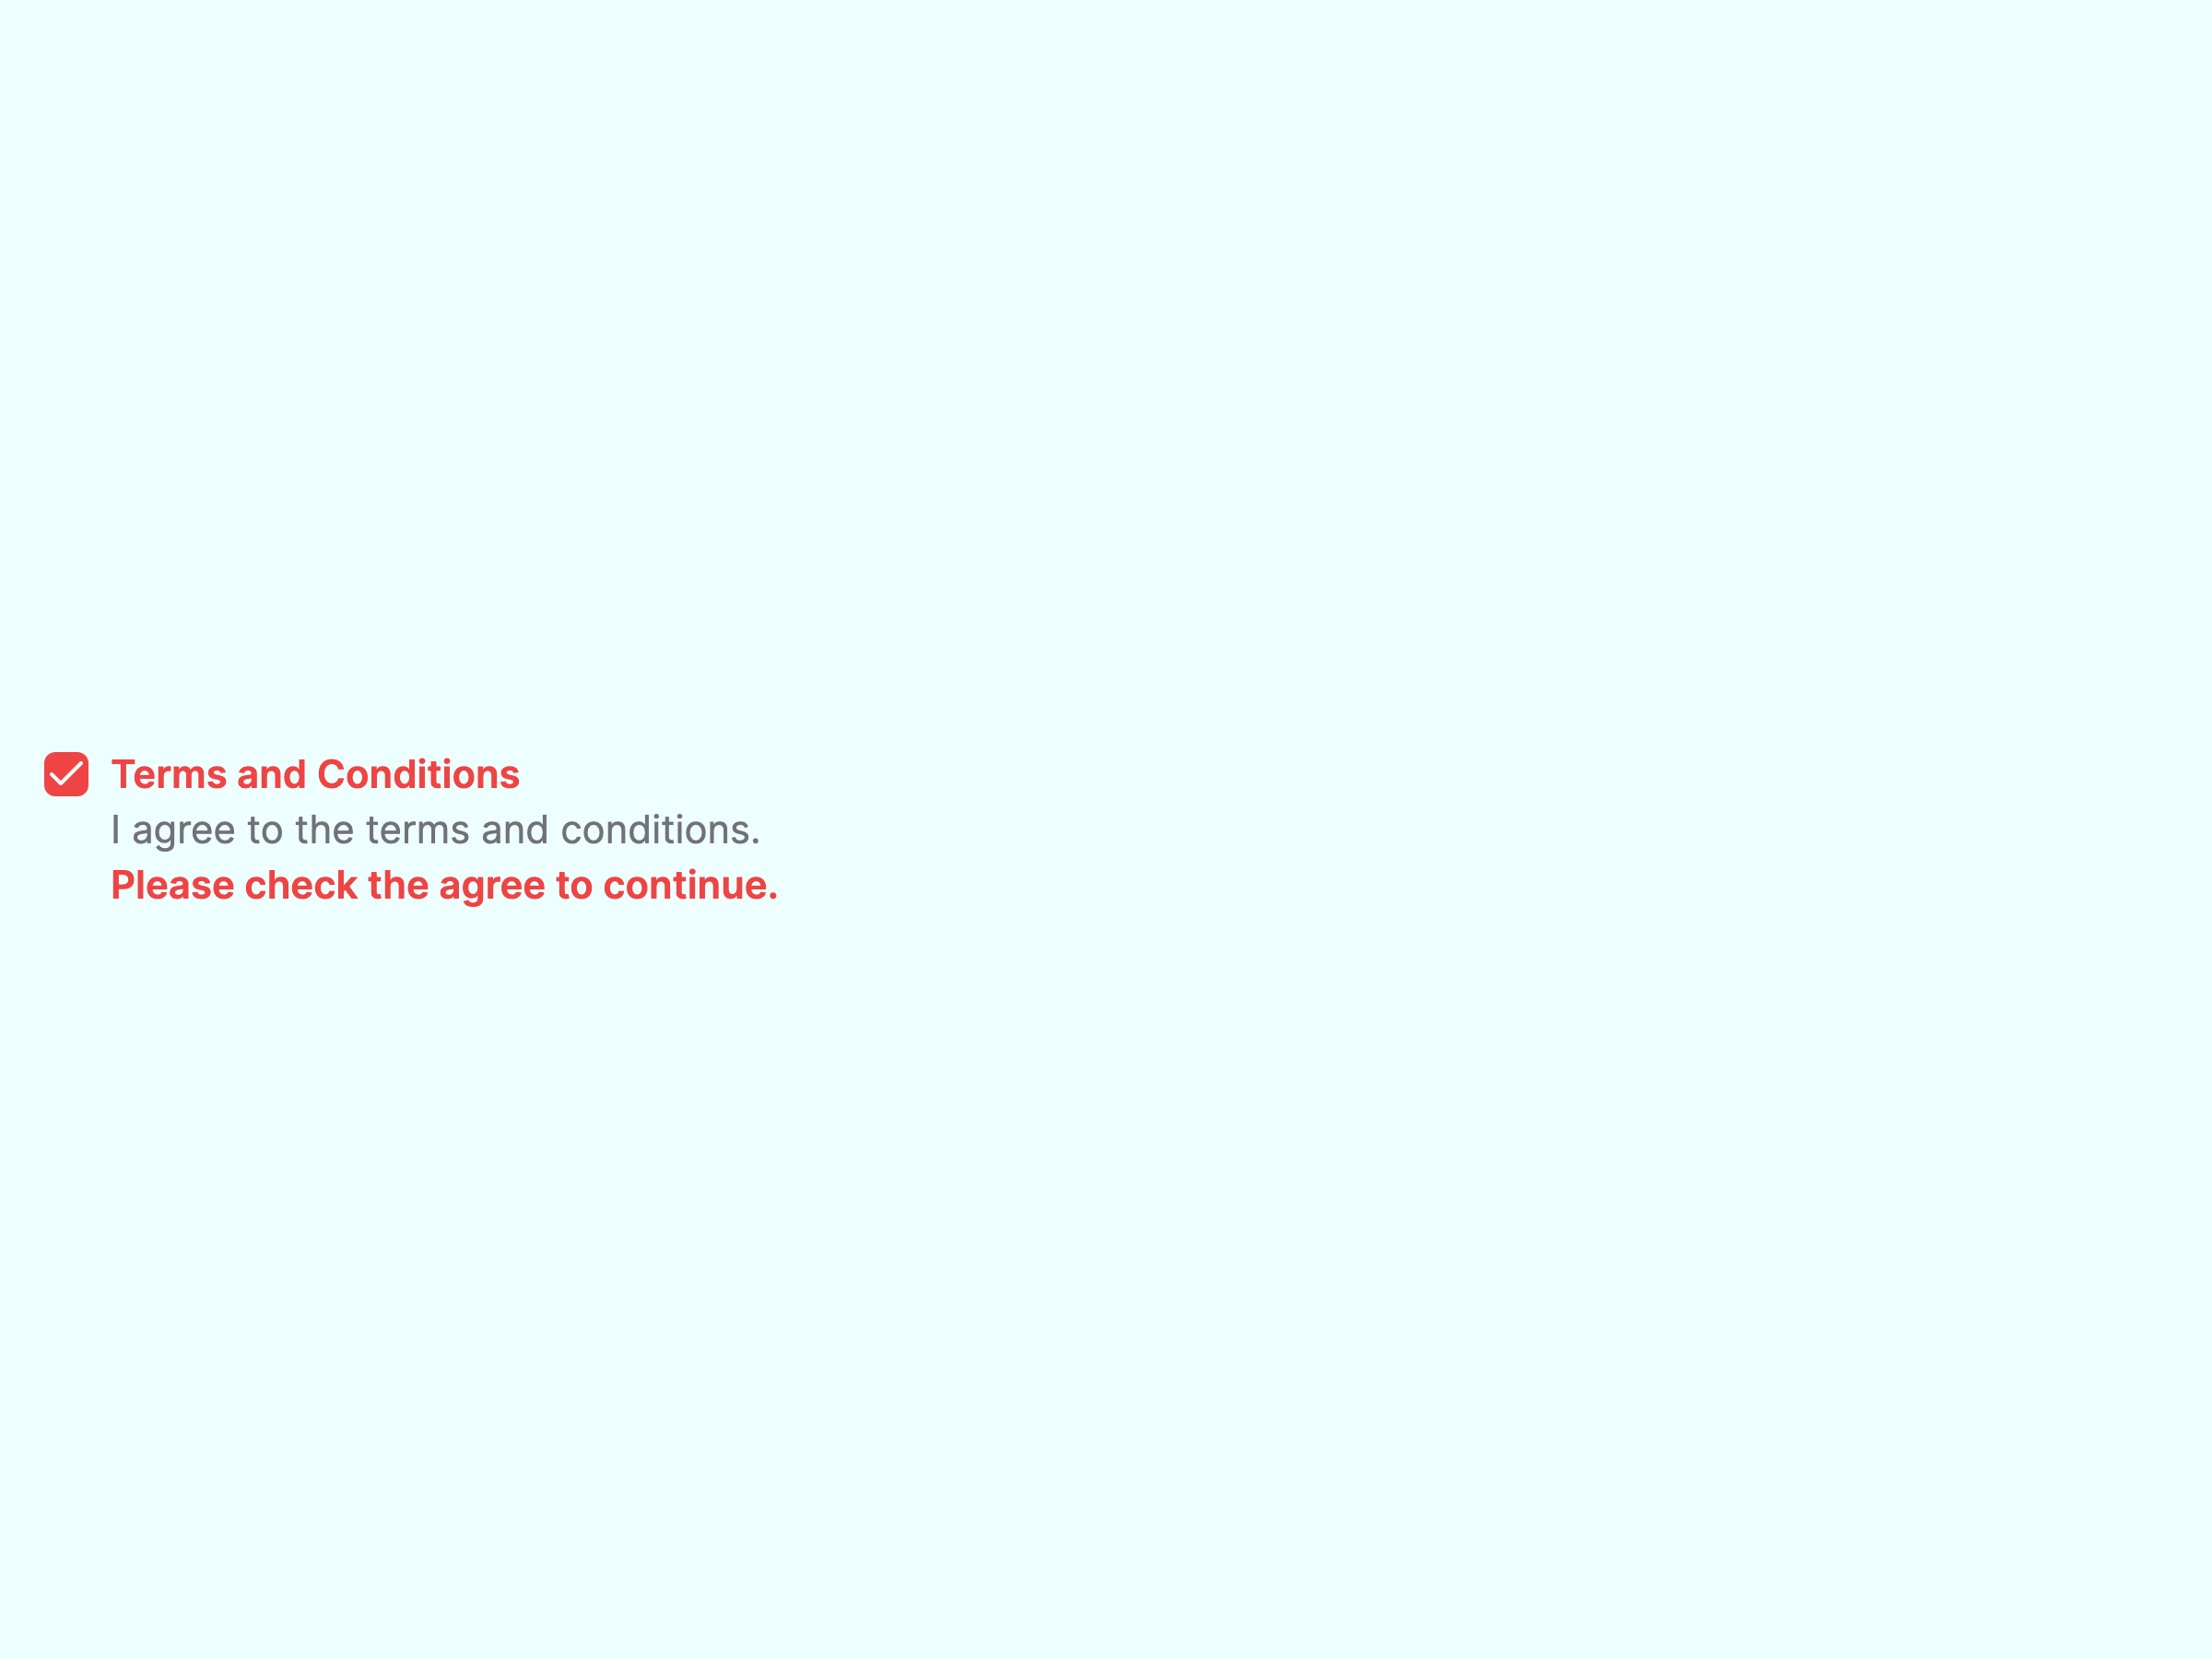 Terms and Conditions
I agree to the terms and conditions.
Please check the agree to continue.